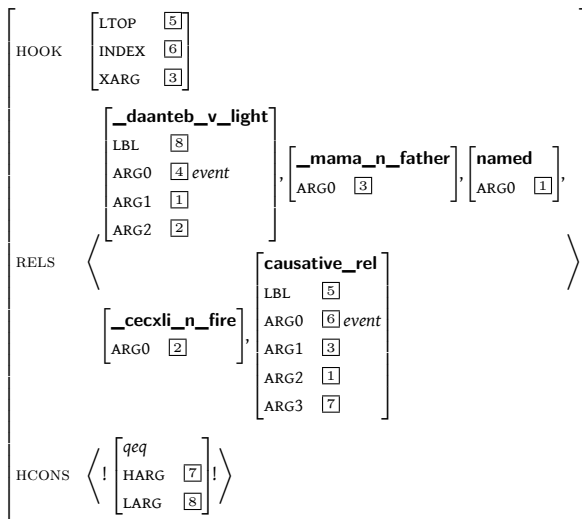 HOOK
LTOP 5
INDEX 6
XARG 3
RELS
_daanteb_v_light
LBL 8
ARG0 4 event
ARG1 1
ARG2 2
,
_mama_n_father
ARG0 3
,
named
ARG0 1
,
_cecxli_n_fire
ARG0 2
,
causative_rel
LBL 5
ARG0 6 event
ARG1 3
ARG2 1
ARG3 7
HCONS
!
qeq
HARG 7
LARG 8
!